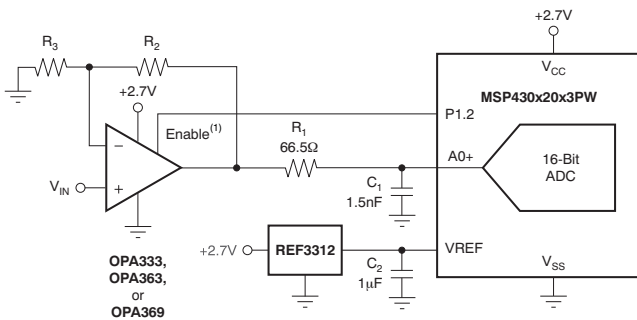 +2.7V
R3
R2
VCC
+2.7V
MSP430x20x3PW
Enable(1)
P1.2
R1
66.5Ω
−
A0+
16-Bit
ADC
VIN
+
C1
1.5nF
+2.7V
REF3312
VREF
OPA333,
OPA363,
or
OPA369
C2
1μF
VSS